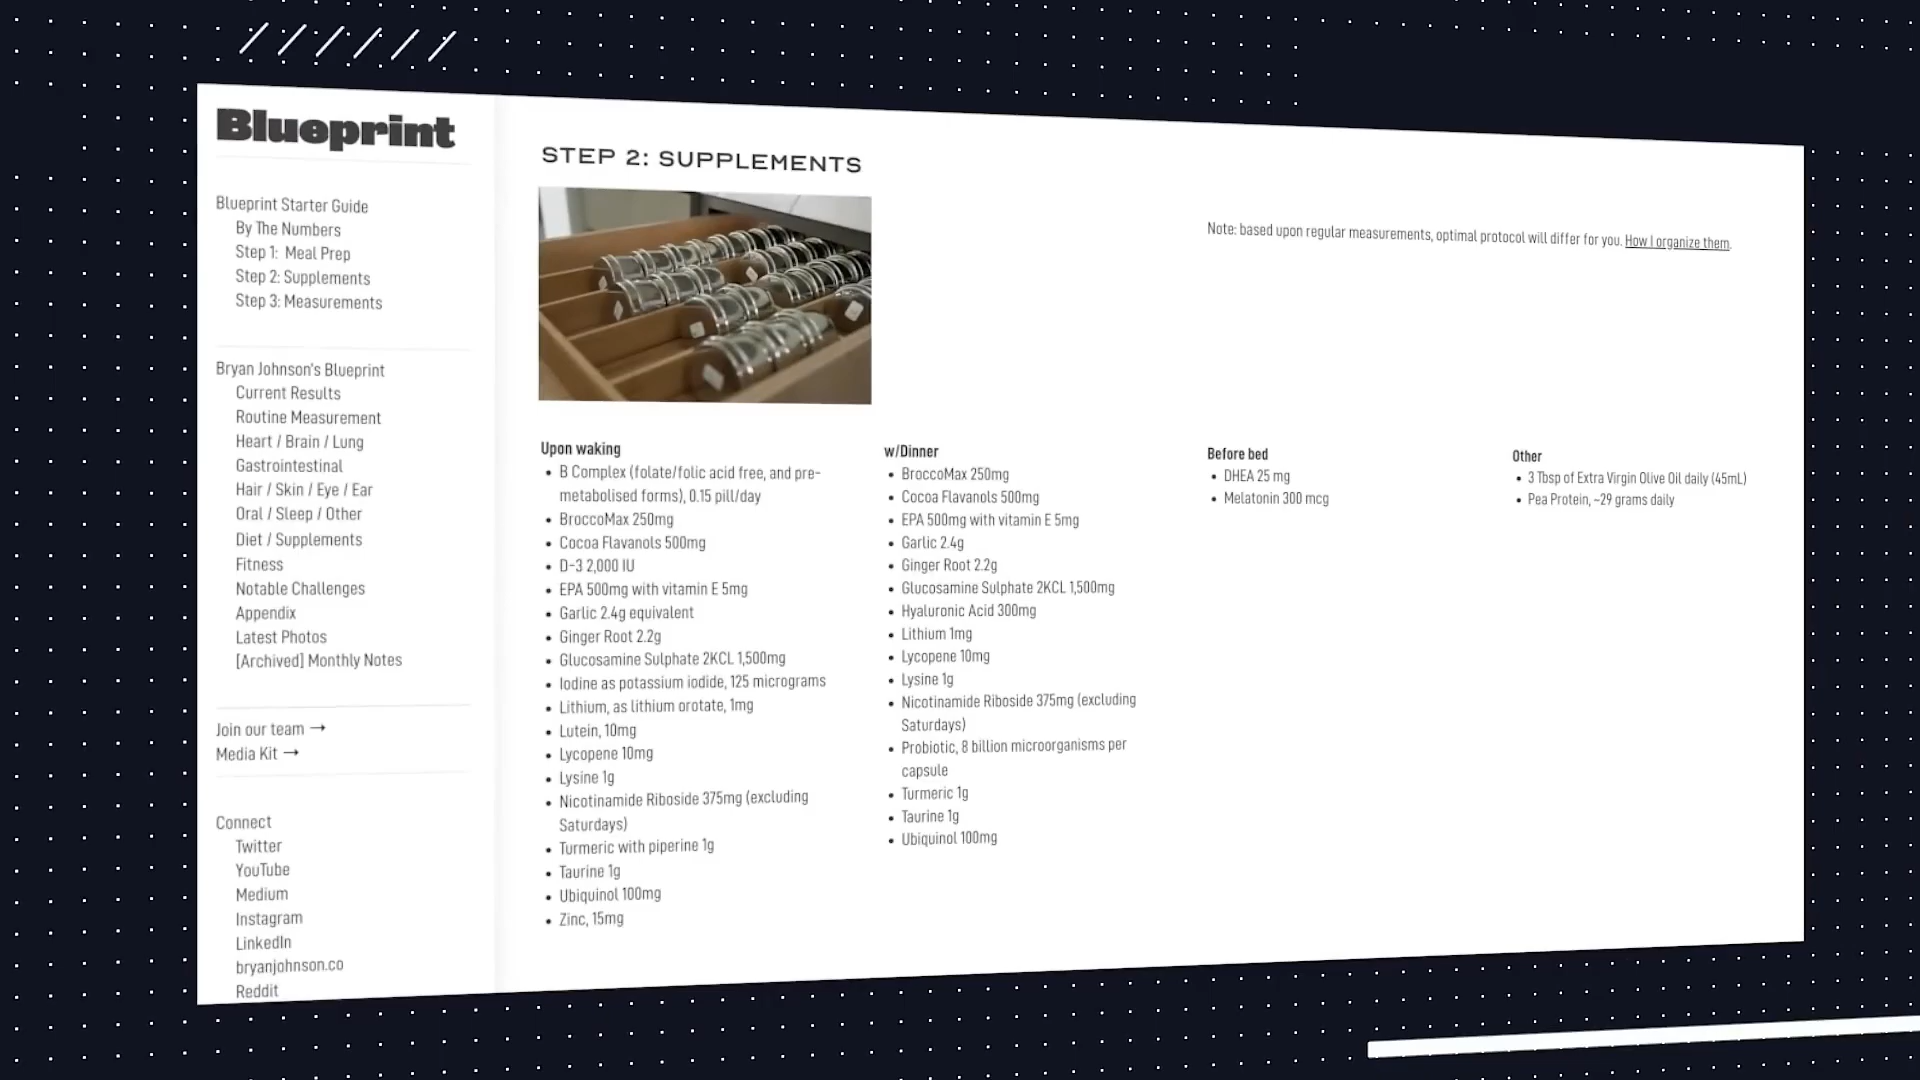 Blueprint
Blueprint Starter Guide
By The Numbers
Step 1: Meal Prep
Step 2: Supplements
Step 3: Measurements
Bryan Johnson's Blueprint
Current Results
Routine Measurement
Heart / Brain / Lung
Gastrointestinal
Hair / Skin / Eye / Ear
Oral / Sleep / Other
Diet / Supplements
Fitness
Notable Challenges
Appendix
Latest Photos
[Archived] Monthly Notes
Join our team →
Media Kit →
Connect
Twitter
YouTube
Medium
Instagram
LinkedIn
bryanjohnson.co
Reddit
STEP 2: SUPPLEMENTS
Note: based upon regular measurements, optimal protocol will differ for you. How I organize them.
Upon waking
• B Complex (folate/folic acid free, and pre-
metabolised forms), 0.15 pill/day
• BroccoMax 250mg
• Cocoa Flavanols 500mg
• D-3 2,000 IU
• EPA 500mg with vitamin E 5mg
• Garlic 2.4g equivalent
• Ginger Root 2.2g
• Glucosamine Sulphate 2KCL 1,500mg
• Iodine as potassium iodide, 125 micrograms
• Lithium, as lithium orotate, 1mg
• Lutein, 10mg
• Lycopene 10mg
• Lysine 1g
• Nicotinamide Riboside 375mg (excluding
Saturdays)
• Turmeric with piperine 1g
• Taurine 1g
• Ubiquinol 100mg
• Zinc, 15mg
w/Dinner
• BroccoMax 250mg
• Cocoa Flavanols 500mg
• EPA 500mg with vitamin E 5mg
• Garlic 2.4g
• Ginger Root 2.2g
• Glucosamine Sulphate 2KCL 1,500mg
• Hyaluronic Acid 300mg
• Lithium 1mg
• Lycopene 10mg
• Lysine 1g
• Nicotinamide Riboside 375mg (excluding
Saturdays)
• Probiotic, 8 billion microorganisms per
capsule
• Turmeric 1g
• Taurine 1g
• Ubiquinol 100mg
Before bed
• DHEA 25 mg
• Melatonin 300 mcg
Other
• 3 Tbsp of Extra Virgin Olive Oil daily (45mL)
• Pea Protein, ~29 grams daily